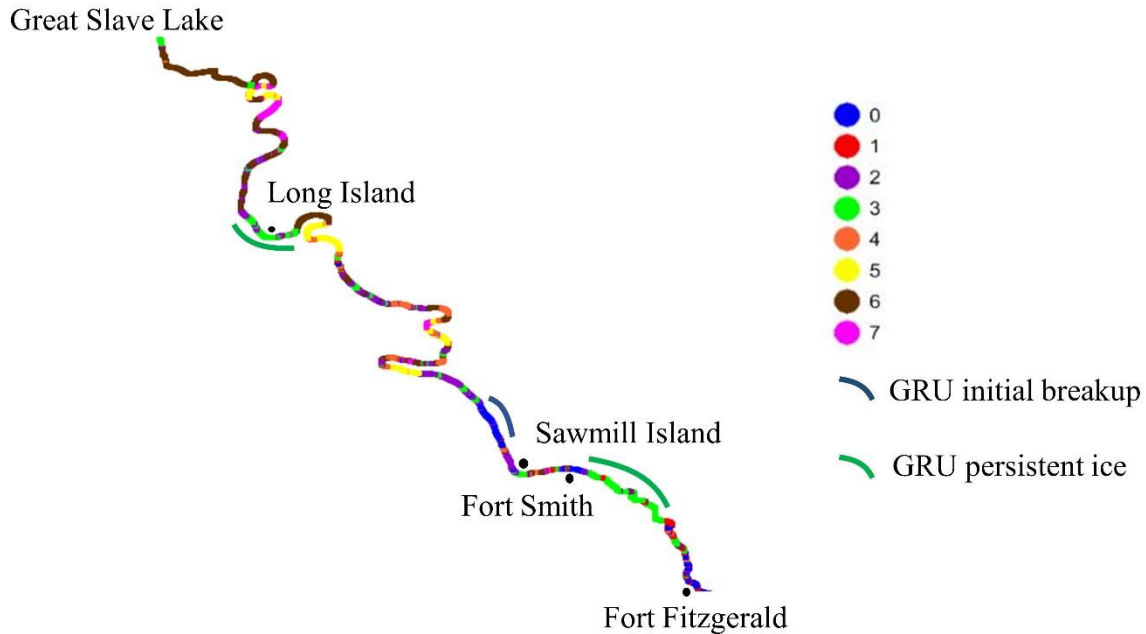 Great Slave Lake
Long Island
Sawmill Island
Fort Smith
Fort Fitzgerald
0
1
2
3
4
5
6
7
GRU initial breakup
GRU persistent ice